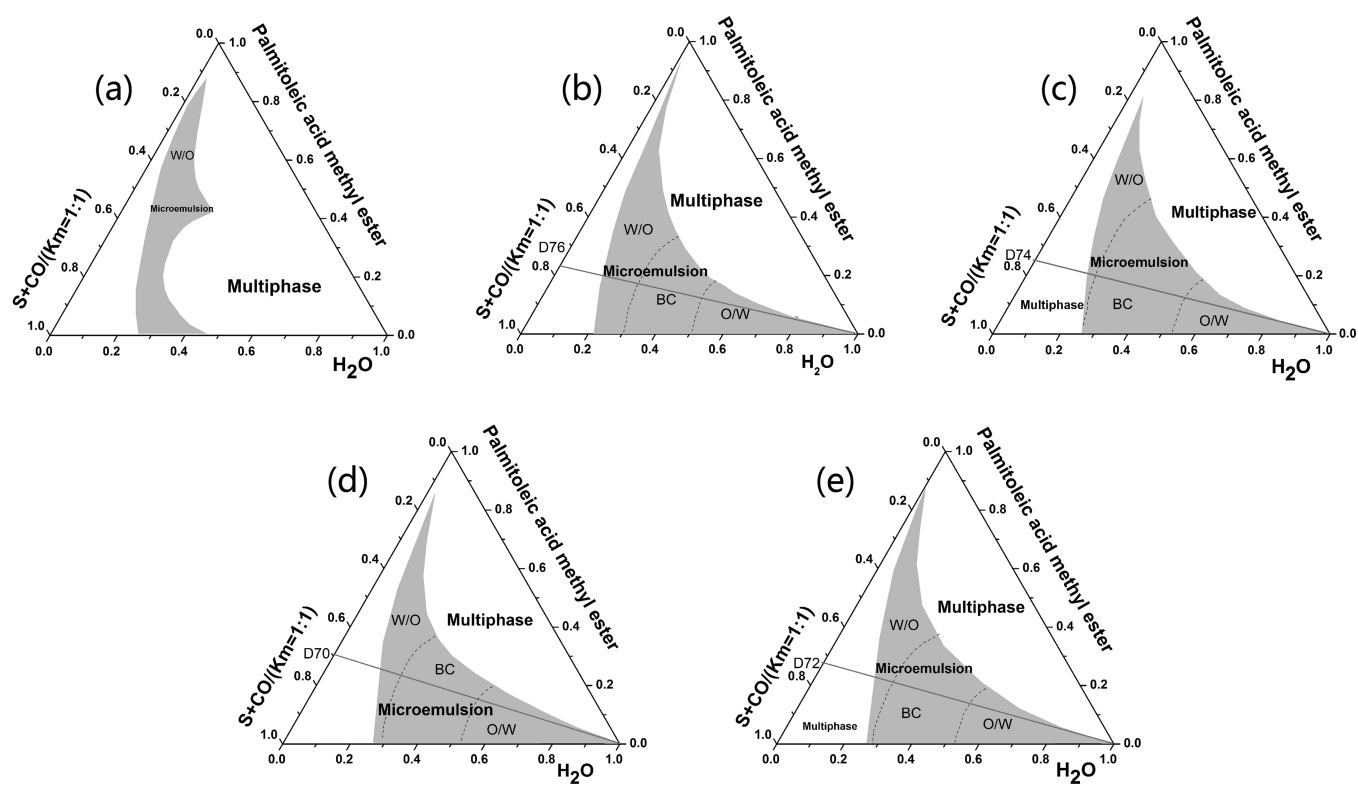 (a)
0.0
1.0
Palmitoleic acid methyl ester
0.2
0.8
0.4
W/O
0.6
S+CO/(Km=1:1)
0.6
Microemulsion
0.4
0.8
Multiphase
0.2
1.0
0.0
0.0
0.2
0.4
0.6
0.8
1.0
H2O
(b)
0.0
1.0
Palmitoleic acid methyl ester
0.2
0.8
0.4
0.6
Multiphase
S+CO/(Km=1:1)
0.6
W/O
0.4
D76
0.8
Microemulsion
0.2
BC
O/W
1.0
0.0
0.0
0.2
0.4
0.6
0.8
1.0
H2O
(c)
0.0
1.0
Palmitoleic acid methyl ester
0.2
0.8
0.4
0.6
W/O
Multiphase
S+CO/(Km=1:1)
0.6
0.4
D74
0.8
Microemulsion
0.2
Multiphase
BC
O/W
1.0
0.0
0.0
0.2
0.4
0.6
0.8
1.0
H2O
(d)
0.0
1.0
Palmitoleic acid methyl ester
0.2
0.8
0.4
0.6
S+CO/(Km=1:1)
0.6
W/O
Multiphase
0.4
D70
0.8
BC
0.2
Microemulsion
O/W
1.0
0.0
0.0
0.2
0.4
0.6
0.8
1.0
H2O
(e)
0.0
1.0
Palmitoleic acid methyl ester
0.2
0.8
0.4
0.6
Multiphase
S+CO/(Km=1:1)
0.6
W/O
0.4
D72
0.8
Microemulsion
0.2
Multiphase
BC
O/W
1.0
0.0
0.0
0.2
0.4
0.6
0.8
1.0
H2O